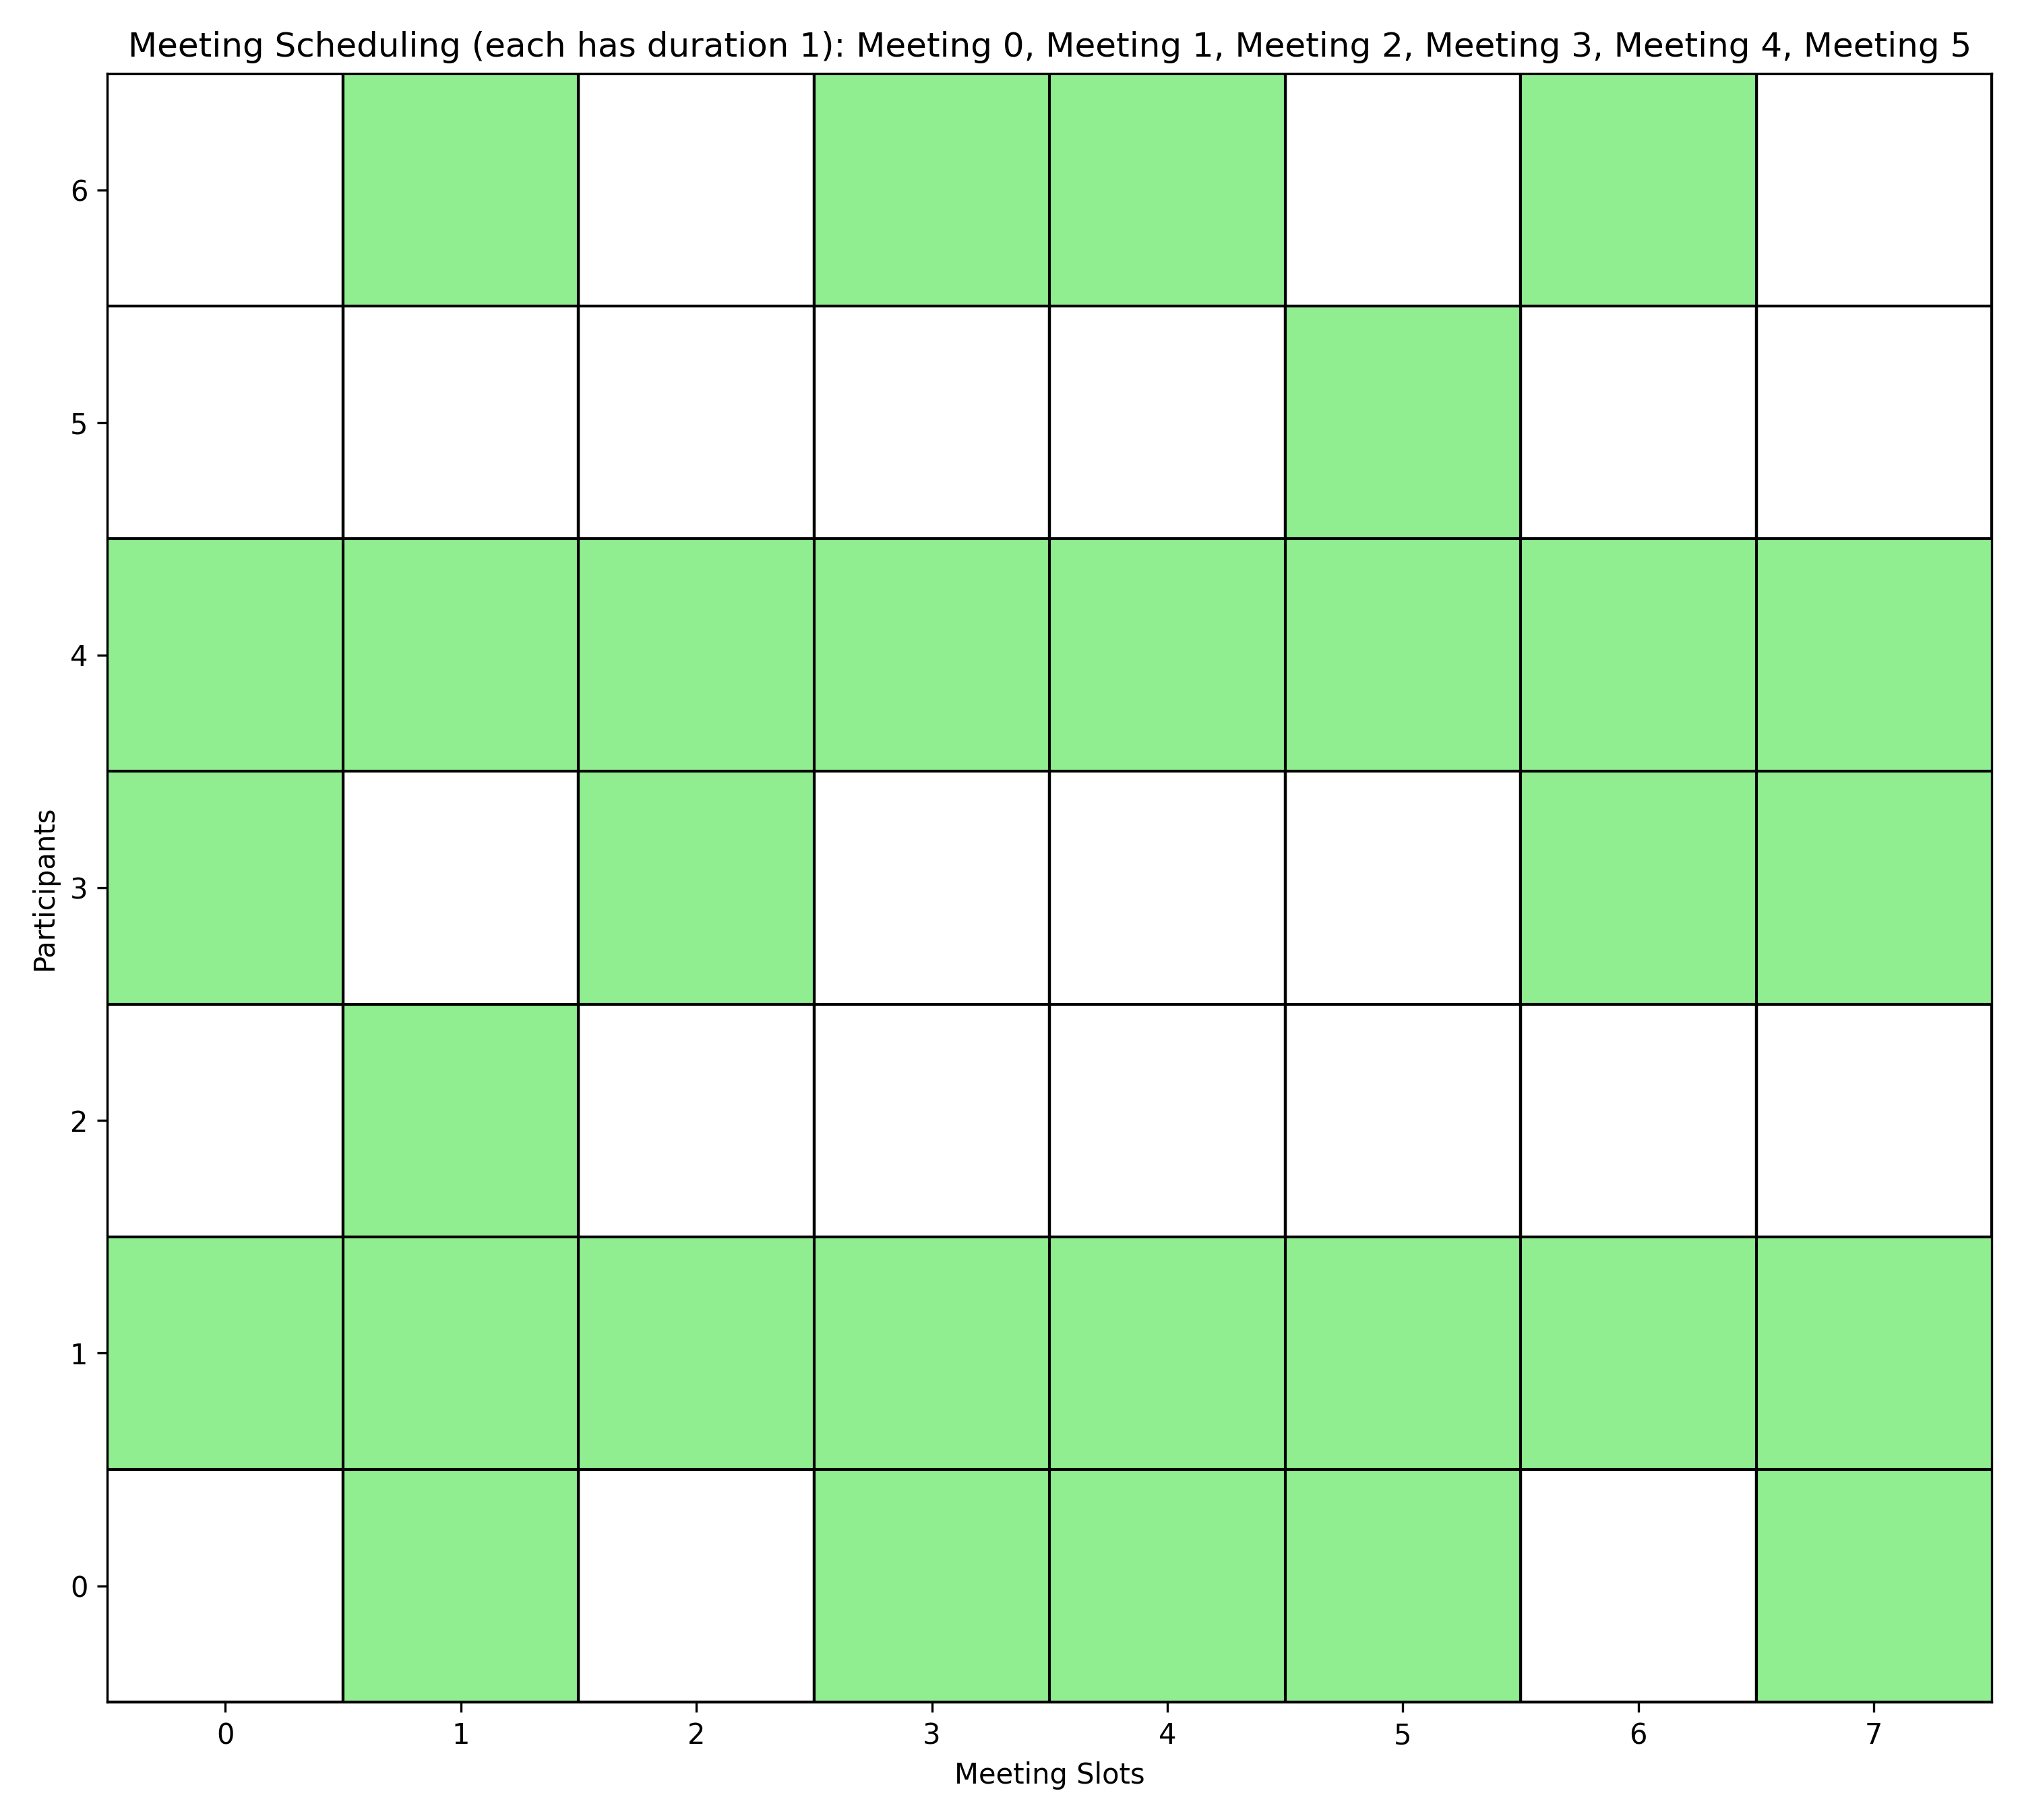 Meeting Scheduling (each has duration 1): Meeting 0, Meeting 1, Meeting 2, Meeting 3, Meeting 4, Meeting 5
6
5
4
3
2
1
0
Participants
0 1 2 3 4 5 6 7
Meeting Slots